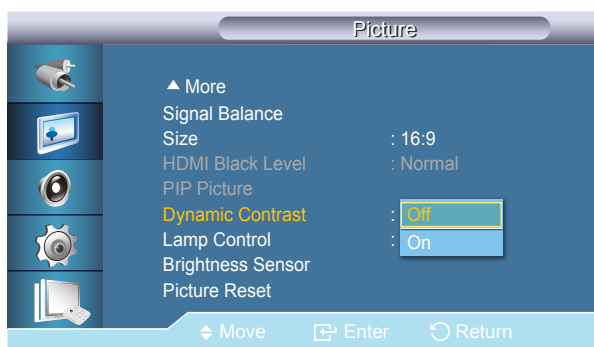 Picture
▲ More
Signal Balance
Size : 16:9
HDMI Black Level : Normal
PIP Picture
Dynamic Contrast : Off
Lamp Control : On
Brightness Sensor
Picture Reset
Move Enter Return